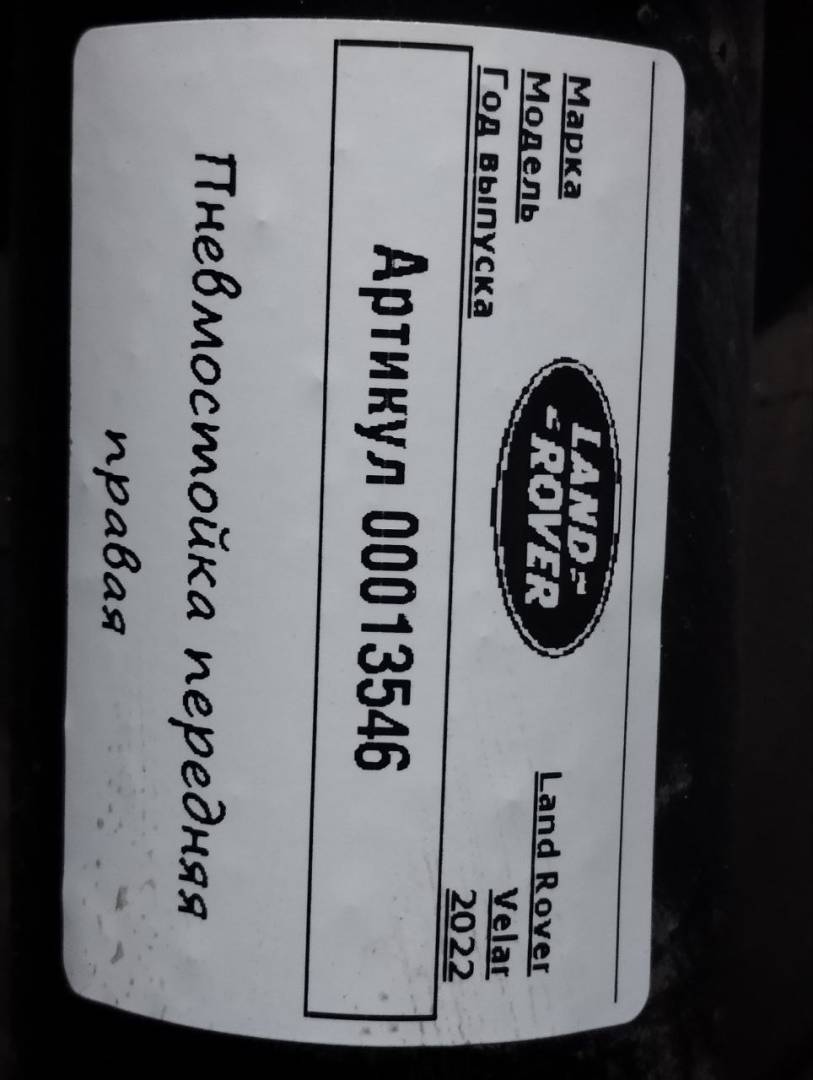 Марка
Land Rover
Модель
Velar
Год выпуска
2022
LAND
ROVER
Артикул 00013546
Пневмостойка передняя
правая